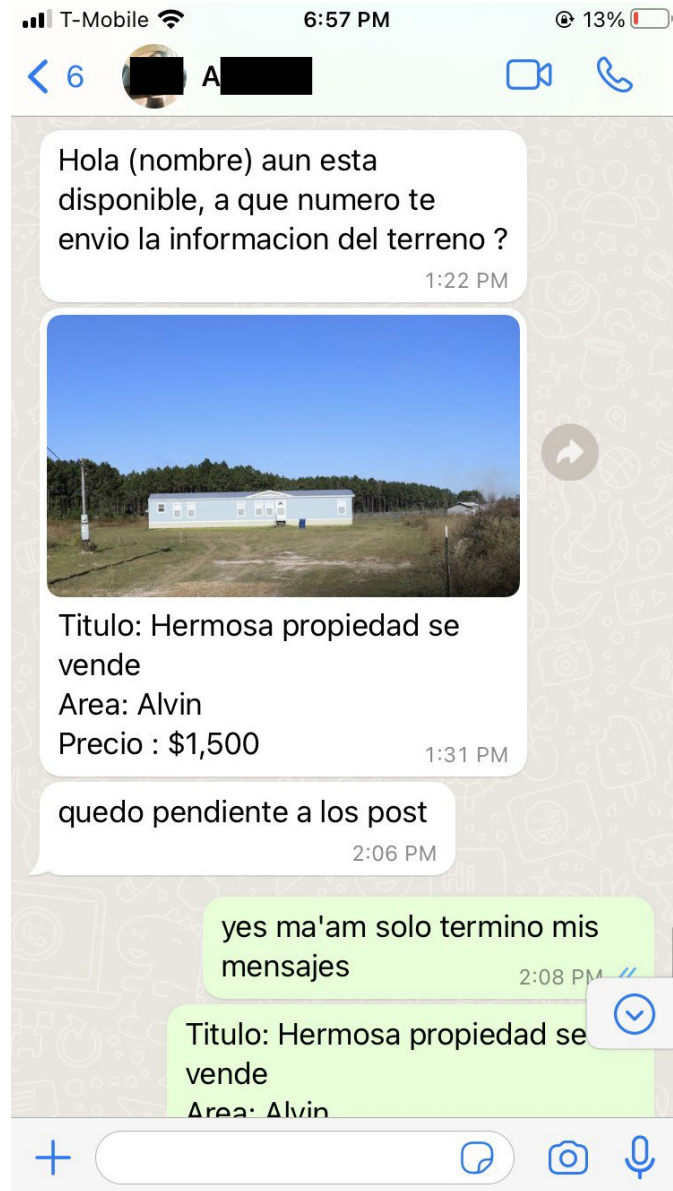 T-Mobile 6:57 PM 13%
6 A
Hola (nombre) aun esta
disponible, a que numero te
envio la informacion del terreno ?
1:22 PM
Titulo: Hermosa propiedad se
vende
Area: Alvin
Precio : $1,500 1:31 PM
quedo pendiente a los post
2:06 PM
yes ma'am solo termino mis
mensajes 2:08 PM
Titulo: Hermosa propiedad se
vende
Area: Alvin